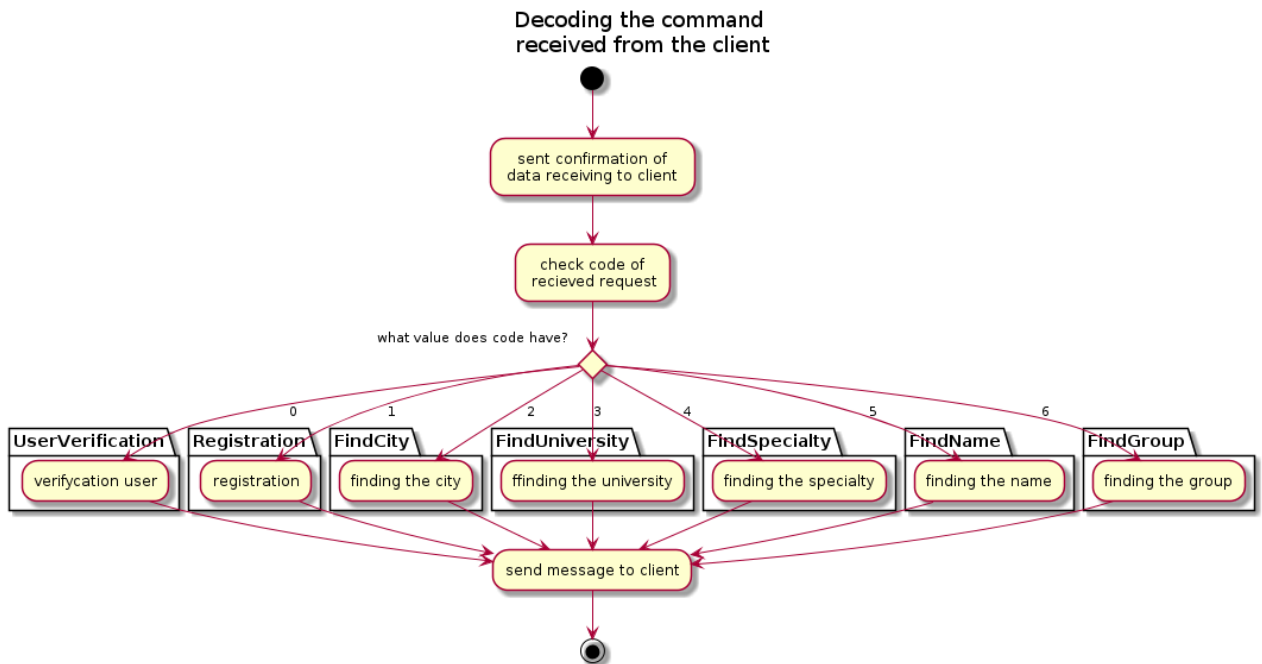 Decoding the command
received from the client
sent confirmation of
data receiving to client
check code of
recieved request
what value does code have?
0
1
2
3
4
5
6
UserVerification
Registration
FindCity
FindUniversity
FindSpecialty
FindName
FindGroup
verifycation user
registration
finding the city
ffinding the university
finding the specialty
finding the name
finding the group
send message to client